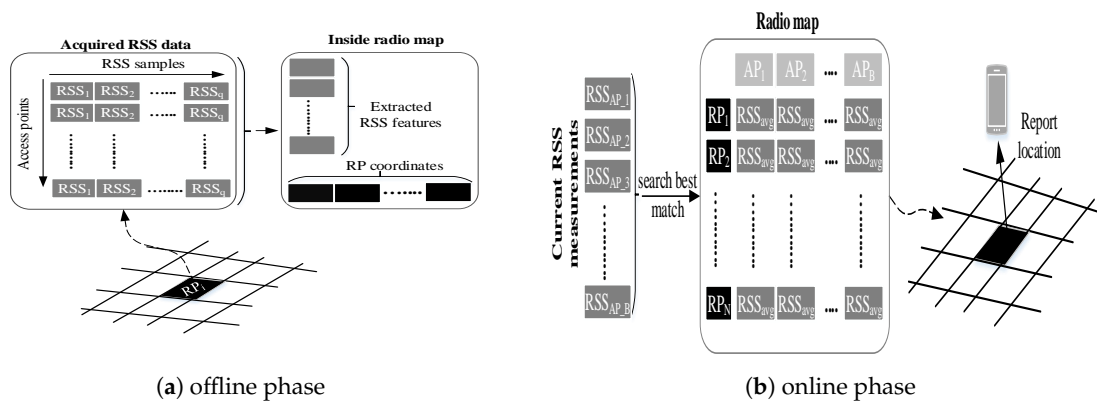 Acquired RSS data
RSS samples
Access points
RSS1 RSS2 ...... RSSq
RSS1 RSS2 ...... RSSq
RSS1 RSS2 ........ RSSq
RP1
Inside radio map
Extracted
RSS features
RP coordinates
(a) offline phase
Current RSS
measurements
RSSAP_1
RSSAP_2
RSSAP_3
RSSAP_B
search best
match
Radio map
AP1 AP2 .... APB
RP1 RSSavg RSSavg .... RSSavg
RP2 RSSavg RSSavg .... RSSavg
RPN RSSavg RSSavg .... RSSavg
Report
location
(b) online phase